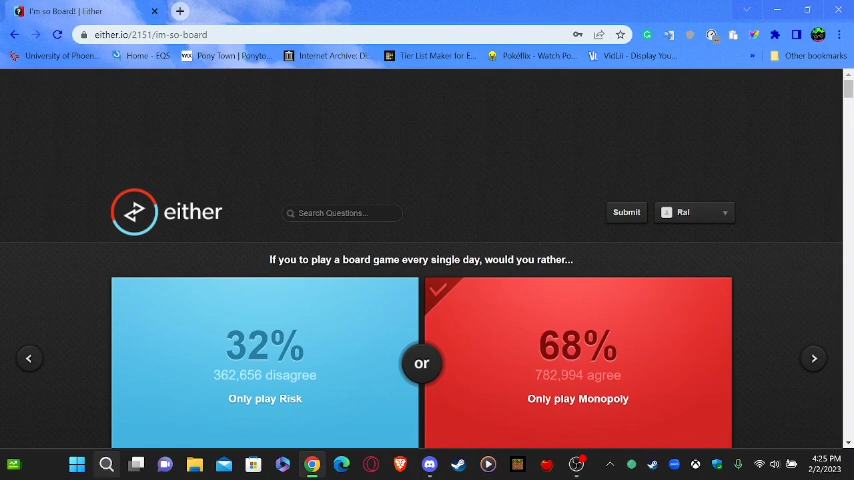 I'm so Board! | Either
either.io/2151/im-so-board
University of Phoen...
Home - EQS
Pony Town | Ponyto...
Internet Archive: Di...
Tier List Maker for E...
Pokéflix - Watch Po...
VidLii - Display You...
»
Other bookmarks
either
Search Questions...
Submit
Ral
If you to play a board game every single day, would you rather...
32%
362,656 disagree
Only play Risk
or
68%
782,994 agree
Only play Monopoly
4:25 PM
2/2/2023